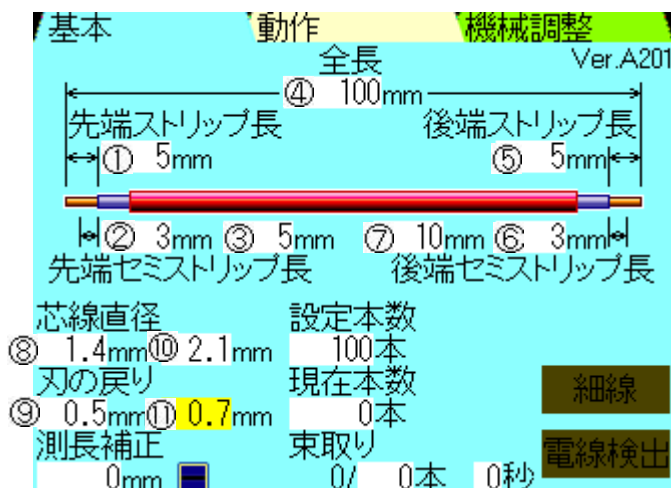 基本 動作 機械調整
全長 Ver.A201
④ 100mm
先端ストリップ長 後端ストリップ長
① 5mm ⑤ 5mm
② 3mm ③ 5mm ⑦ 10mm ⑥ 3mm
先端セミストリップ長 後端セミストリップ長
芯線直径 設定本数
⑧ 1.4mm ⑩ 2.1mm 100本
刃の戻り 現在本数 細線
⑨ 0.5mm ⑪ 0.7mm 0本
測長補正 束取り 電線検出
0mm 0/ 0本 0秒